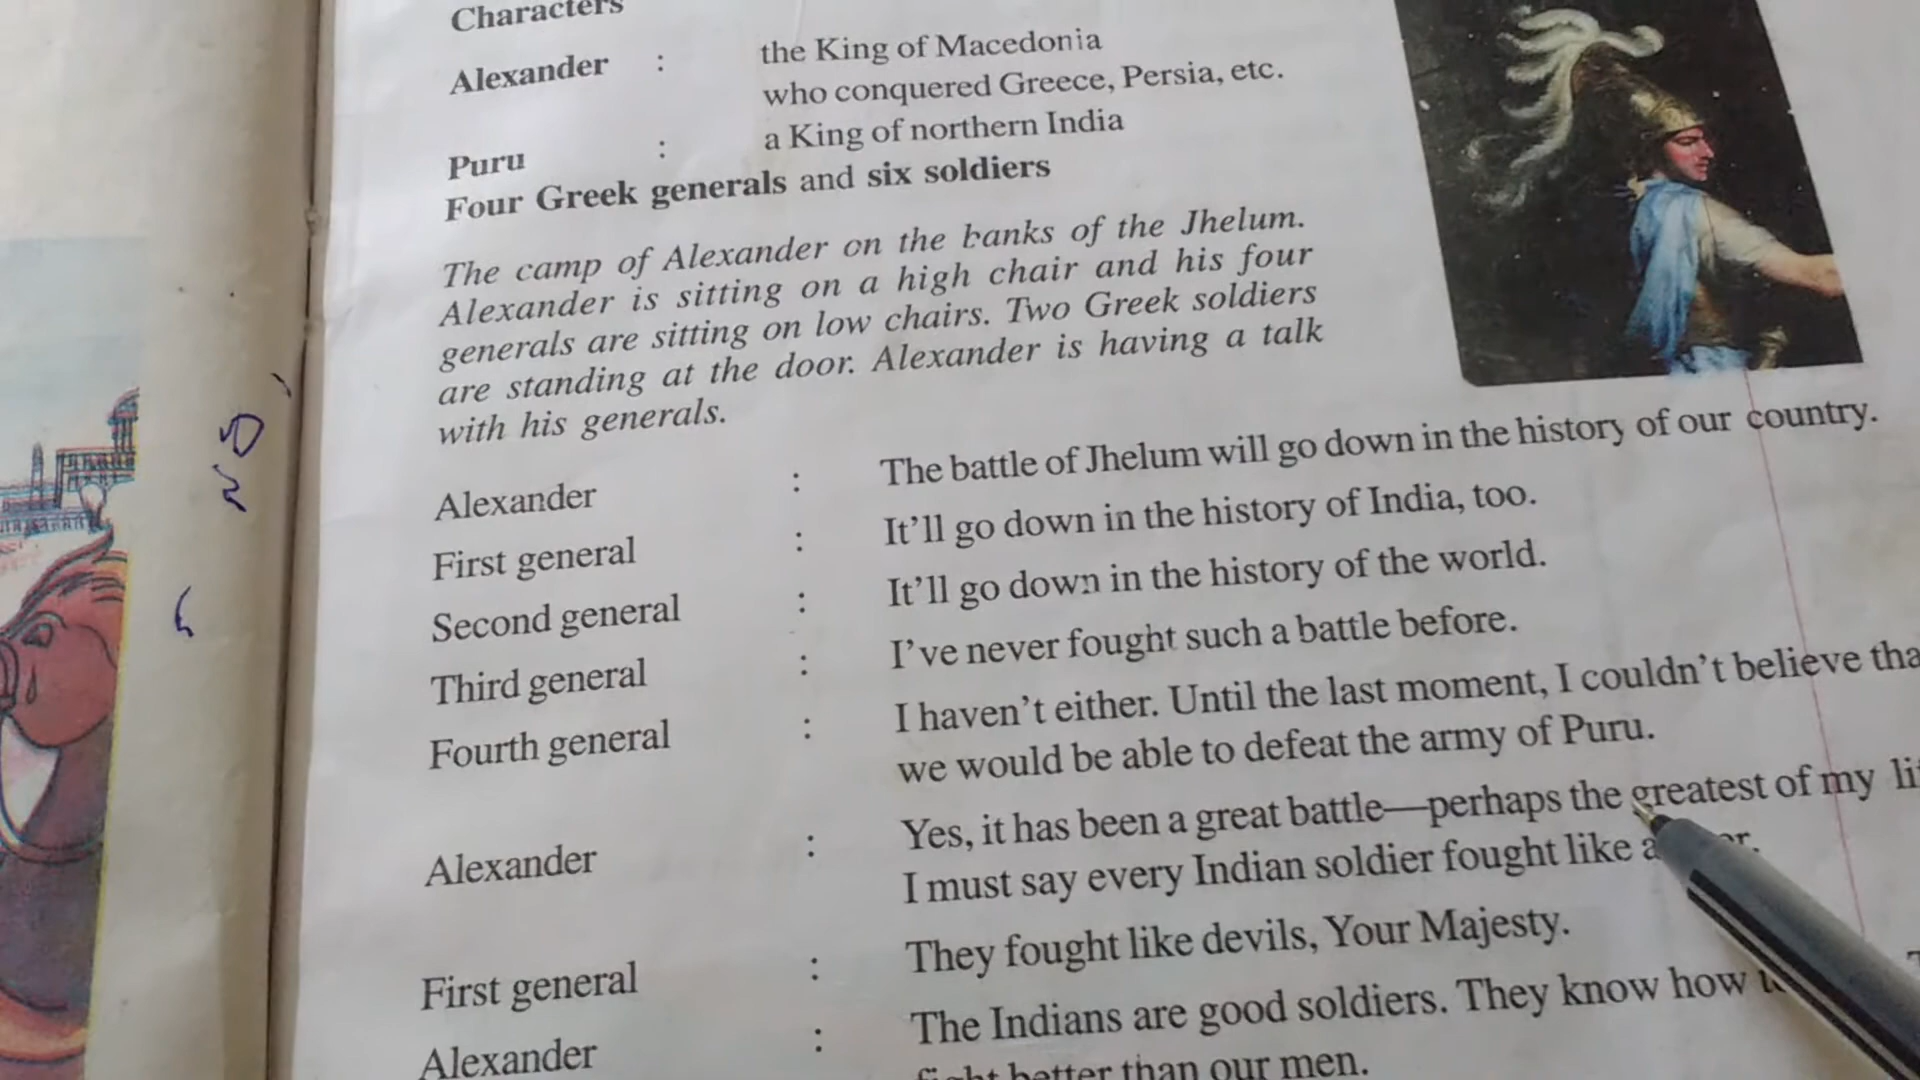 Characters
Alexander : the King of Macedonia
who conquered Greece, Persia, etc.
Puru : a King of northern India
Four Greek generals and six soldiers
The camp of Alexander on the banks of the Jhelum.
Alexander is sitting on a high chair and his four
generals are sitting on low chairs. Two Greek soldiers
are standing at the door. Alexander is having a talk
with his generals.
Alexander : The battle of Jhelum will go down in the history of our country.
First general : It'll go down in the history of India, too.
Second general : It'll go down in the history of the world.
Third general : I've never fought such a battle before.
Fourth general : I haven't either. Until the last moment, I couldn't believe
we would be able to defeat the army of Puru.
Alexander : Yes, it has been a great battle—perhaps the greatest of my
I must say every Indian soldier fought like
First general : They fought like devils, Your Majesty.
Alexander : The Indians are good soldiers. They know how
fight better than our men.